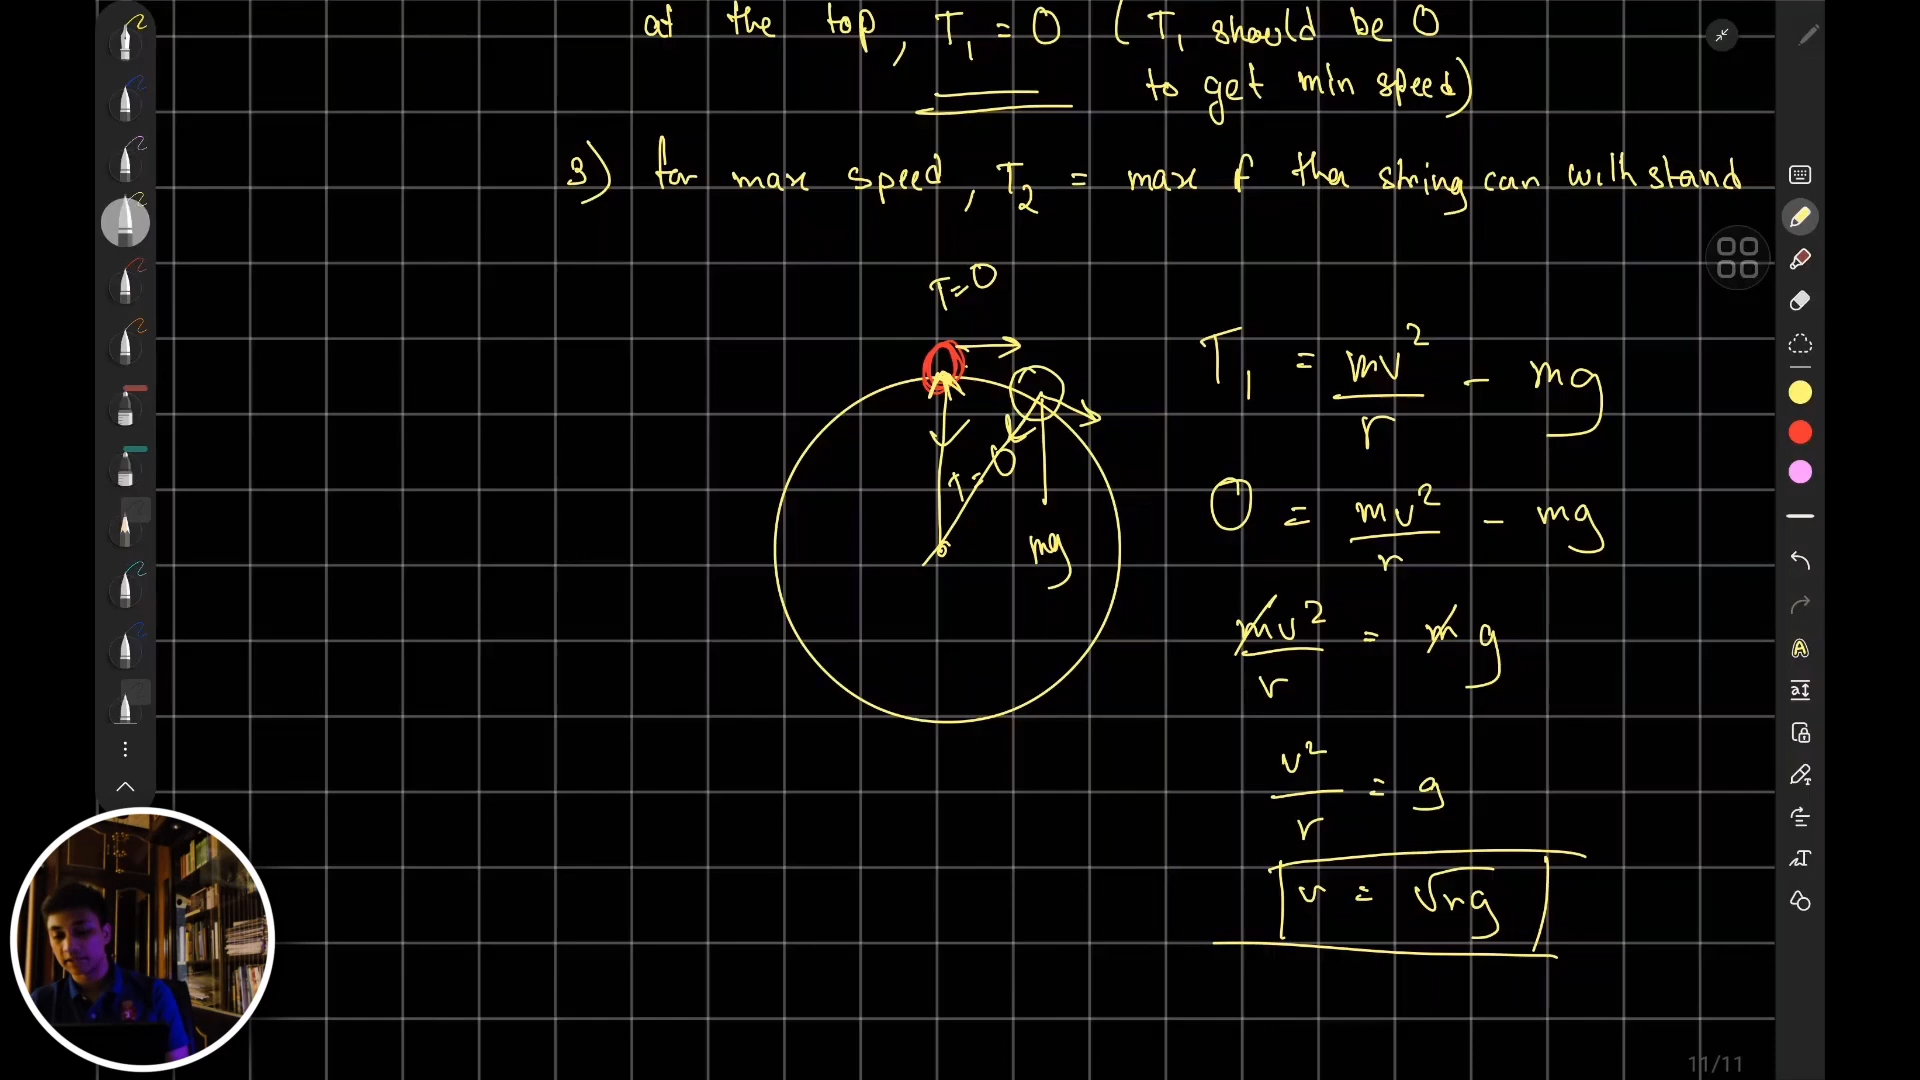 at the top, T₁ = 0 (T₁ should be 0
to get min speed)
3) for max speed, T₂ = max f the string can withstand
T=0
T=0
mg
T₁ = mv²/r - mg
0 = mv²/r - mg
mv²/r = mg
v²/r = g
v = √rg
11/11